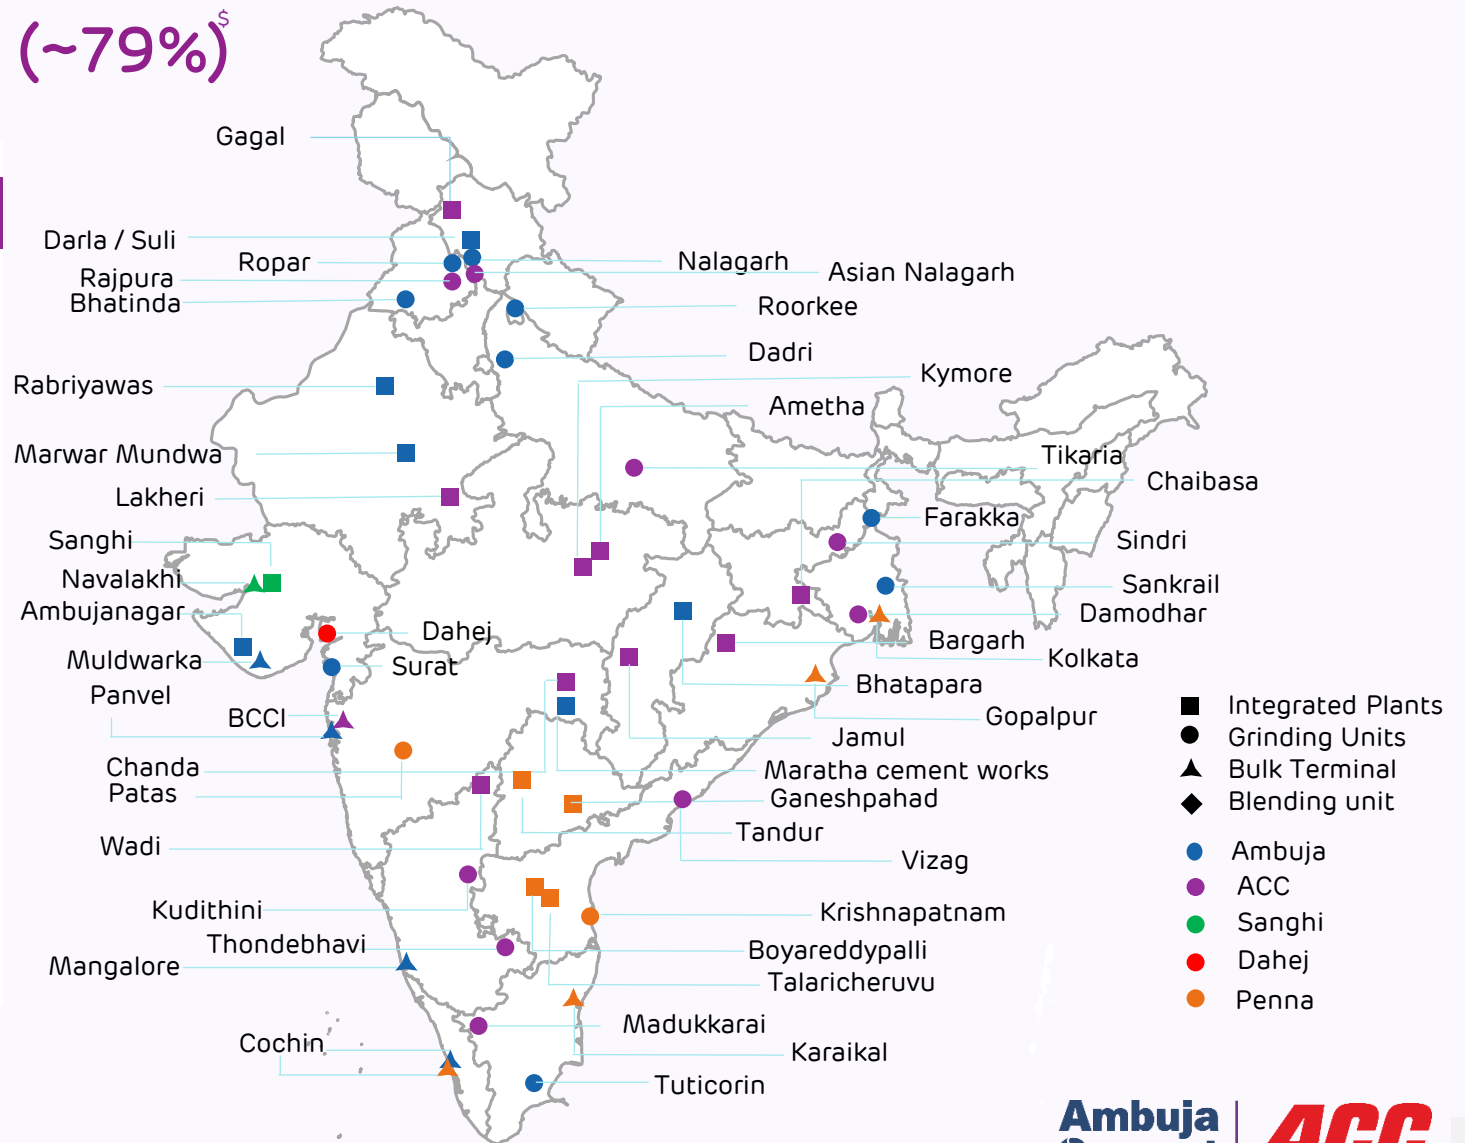 (~79%)$
Gagal
Darla / Suli
Ropar
Nalagarh
Asian Nalagarh
Rajpura
Bhatinda
Roorkee
Dadri
Kymore
Rabriyawas
Ametha
Marwar Mundwa
Tikaria
Chaibasa
Lakheri
Farakka
Sanghi
Sindri
Navalakhi
Sankrail
Ambujanagar
Damodhar
Dahej
Bargarh
Muldwarka
Surat
Kolkata
Panvel
Bhatapara
BCCI
Gopalpur
Jamul
Chanda
Maratha cement works
Patas
Ganeshpahad
Tandur
Wadi
Vizag
Kudithini
Krishnapatnam
Thondebhavi
Boyareddypalli
Mangalore
Talaricheruvu
Madukkarai
Cochin
Karaikal
Tuticorin
Integrated Plants
Grinding Units
Bulk Terminal
Blending unit
Ambuja
ACC
Sanghi
Dahej
Penna
Ambuja
ACC